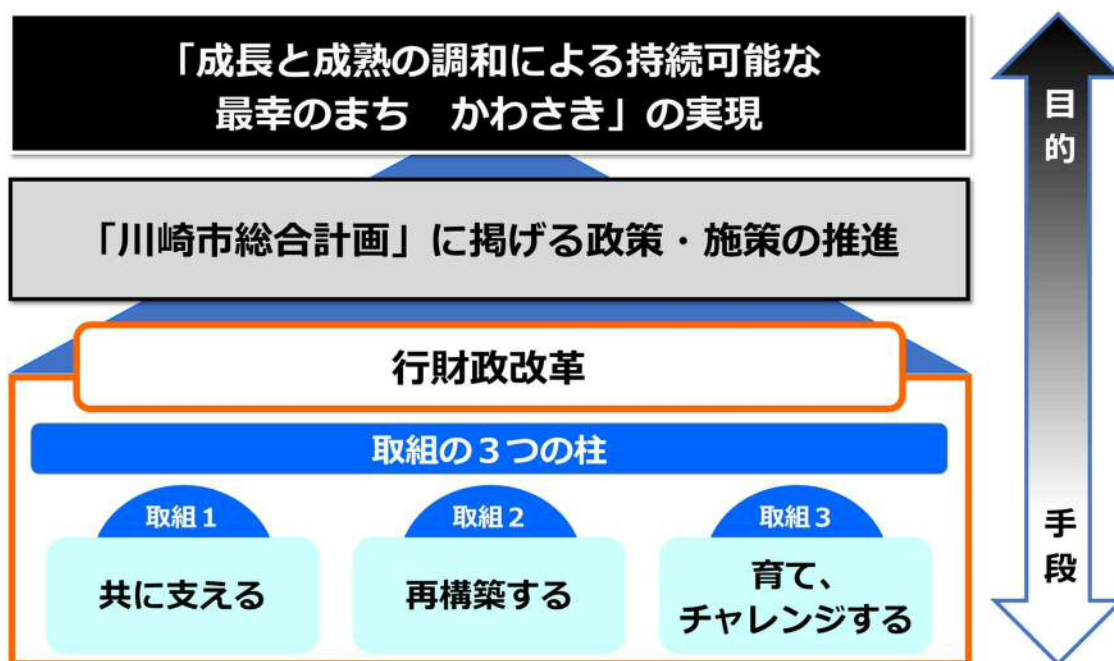 「成長と成熟の調和による持続可能な
最幸のまち　かわさき」の実現
「川崎市総合計画」に掲げる政策・施策の推進
行財政改革
取組の３つの柱
取組１
共に支える
取組２
再構築する
取組３
育て、
チャレンジする
目的
手段